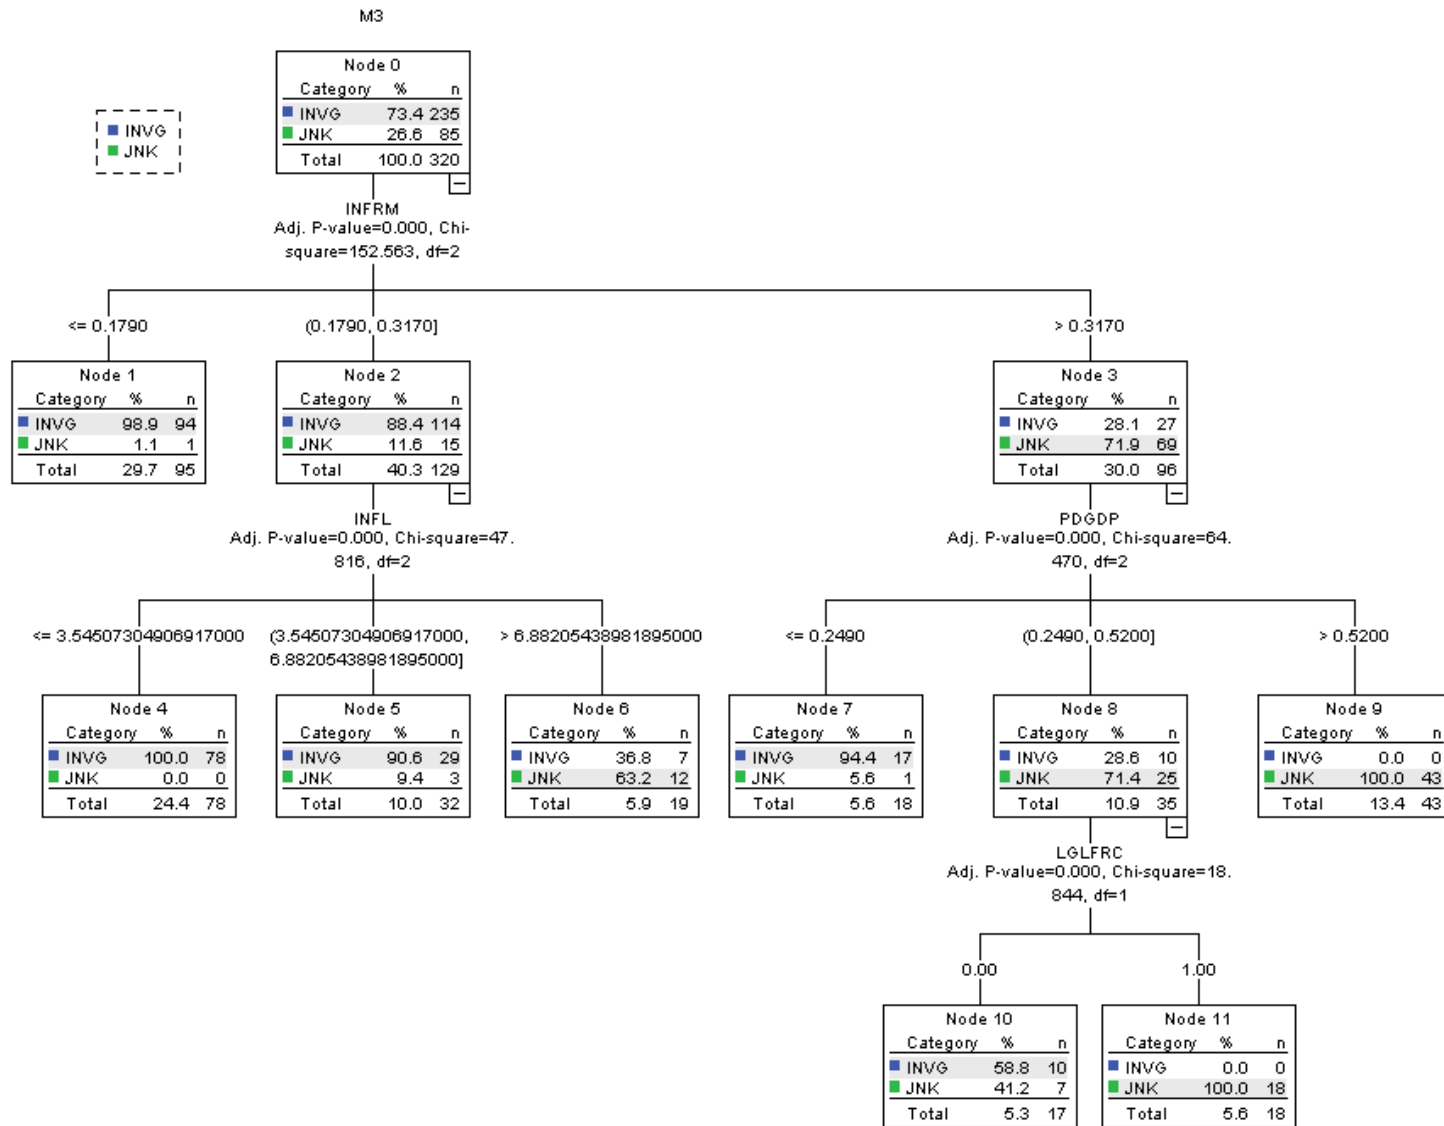 M3
INVG
JNK
Node 0
Category % n
INVG 73.4 235
JNK 26.6 85
Total 100.0 320
INFRM
Adj. P-value=0.000, Chi-
square=152.563, df=2
<= 0.1790
(0.1790, 0.3170]
> 0.3170
Node 1
Category % n
INVG 98.9 94
JNK 1.1 1
Total 29.7 95
Node 2
Category % n
INVG 88.4 114
JNK 11.6 15
Total 40.3 129
Node 3
Category % n
INVG 28.1 27
JNK 71.9 69
Total 30.0 96
INFL
Adj. P-value=0.000, Chi-square=47.
816, df=2
PDGDP
Adj. P-value=0.000, Chi-square=64.
470, df=2
<= 3.54507304906917000
(3.54507304906917000,
6.88205438981895000]
> 6.88205438981895000
<= 0.2490
(0.2490, 0.5200]
> 0.5200
Node 4
Category % n
INVG 100.0 78
JNK 0.0 0
Total 24.4 78
Node 5
Category % n
INVG 90.6 29
JNK 9.4 3
Total 10.0 32
Node 6
Category % n
INVG 36.8 7
JNK 63.2 12
Total 5.9 19
Node 7
Category % n
INVG 94.4 17
JNK 5.6 1
Total 5.6 18
Node 8
Category % n
INVG 28.6 10
JNK 71.4 25
Total 10.9 35
Node 9
Category % n
INVG 0.0 0
JNK 100.0 43
Total 13.4 43
LGLFRC
Adj. P-value=0.000, Chi-square=18.
844, df=1
0.00
1.00
Node 10
Category % n
INVG 58.8 10
JNK 41.2 7
Total 5.3 17
Node 11
Category % n
INVG 0.0 0
JNK 100.0 18
Total 5.6 18